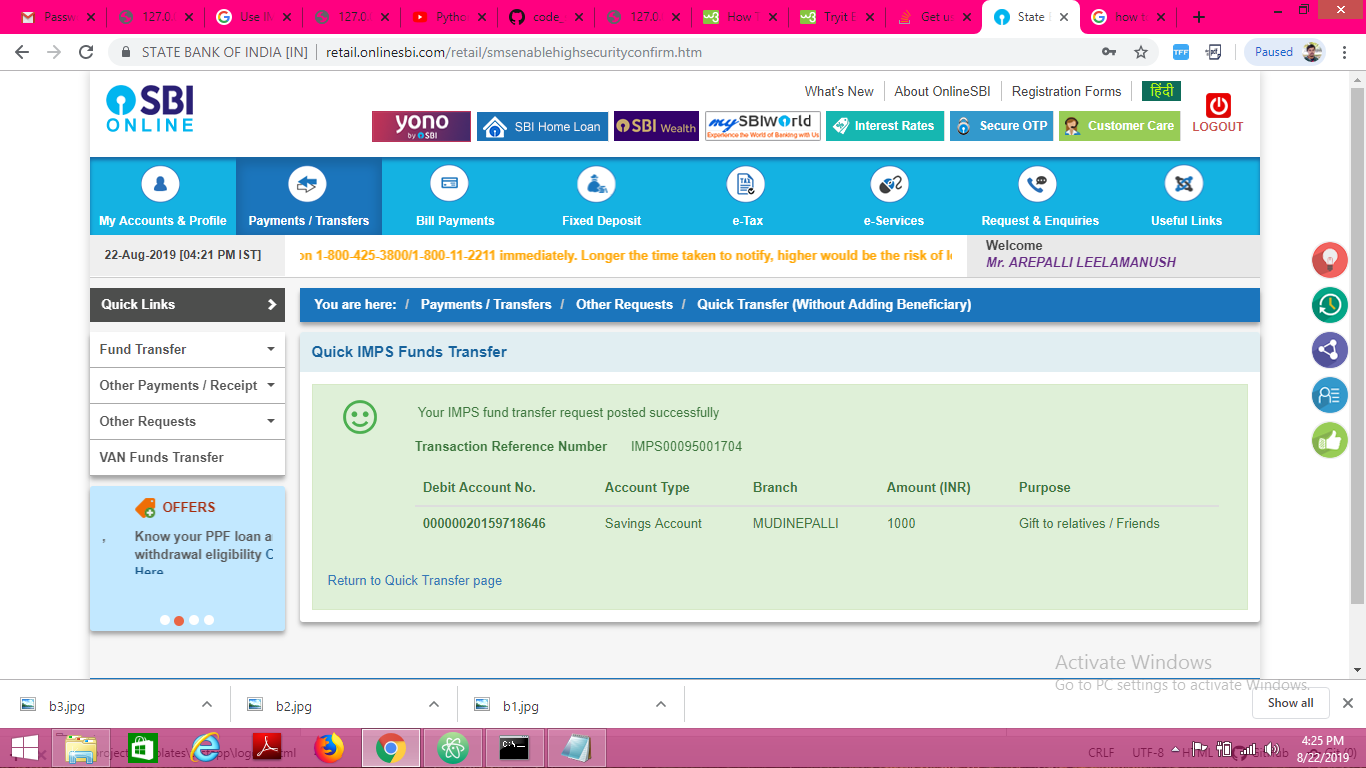 Passw
127.0.
Use IM
127.0.
Pytho
code_
127.0.
How T
Tryit E
Get u
State
how t
STATE BANK OF INDIA [IN]
retail.onlinesbi.com/retail/smsenablehighsecurityconfirm.htm
TFF
Paused
SBI
ONLINE
What's New
About OnlineSBI
Registration Forms
हिंदी
yono
by SBI
SBI Home Loan
SBI Wealth
my SBIWorld
Experience the World of Banking with Us
Interest Rates
Secure OTP
Customer Care
LOGOUT
My Accounts & Profile
Payments / Transfers
Bill Payments
Fixed Deposit
e-Tax
e-Services
Request & Enquiries
Useful Links
22-Aug-2019 [04:21 PM IST]
on 1-800-425-3800/1-800-11-2211 immediately. Longer the time taken to notify, higher would be the risk of
Welcome
Mr. AREPALLI LEELAMANUSH
Quick Links
You are here: / Payments / Transfers / Other Requests / Quick Transfer (Without Adding Beneficiary)
Fund Transfer
Other Payments / Receipt
Other Requests
VAN Funds Transfer
Quick IMPS Funds Transfer
Your IMPS fund transfer request posted successfully
Transaction Reference Number IMPS00095001704
Debit Account No. Account Type Branch Amount (INR) Purpose
00000020159718646 Savings Account MUDINEPALLI 1000 Gift to relatives / Friends
Return to Quick Transfer page
OFFERS
, Know your PPF loan a
withdrawal eligibility C
Here
Activate Windows
Go to PC settings to activate Windows.
b3.jpg
b2.jpg
b1.jpg
Show all
CRLF
UTF-8
HTML
4:25 PM
8/22/2019